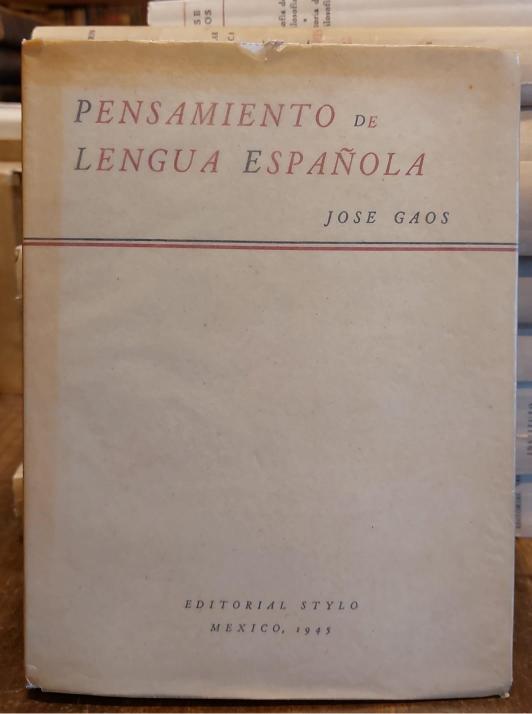 PENSAMIENTO DE
LENGUA ESPAÑOLA
JOSE GAOS
EDITORIAL STYLO
MEXICO, 1945